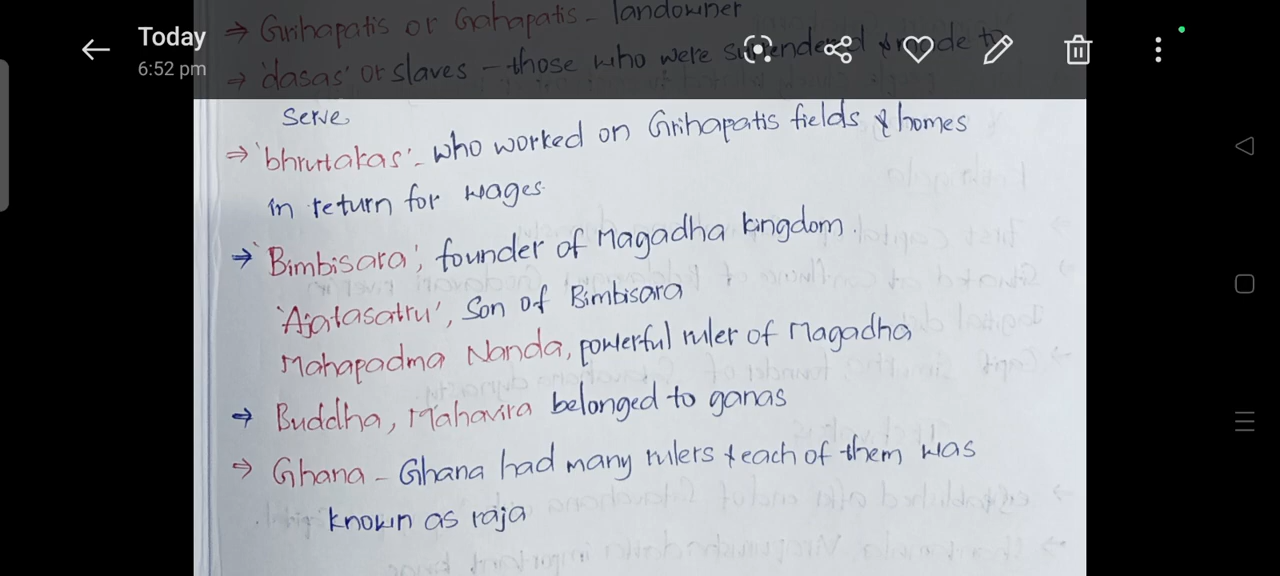 Today
6:52 pm
⇒ Grihapatis or Gahapatis - landowner
⇒ 'dasas' or slaves - those who were surrendered & made to
serve
⇒ 'bhrutakas' - who worked on Grihapatis fields & homes
in return for wages
→ 'Bimbisara', founder of Magadha kingdom.
'Ajatasatru', Son of Bimbisara
Mahapadma Nanda, powerful ruler of Magadha
→ Buddha, Mahavira belonged to ganas
⇒ Ghana - Ghana had many rulers & each of them was
known as raja